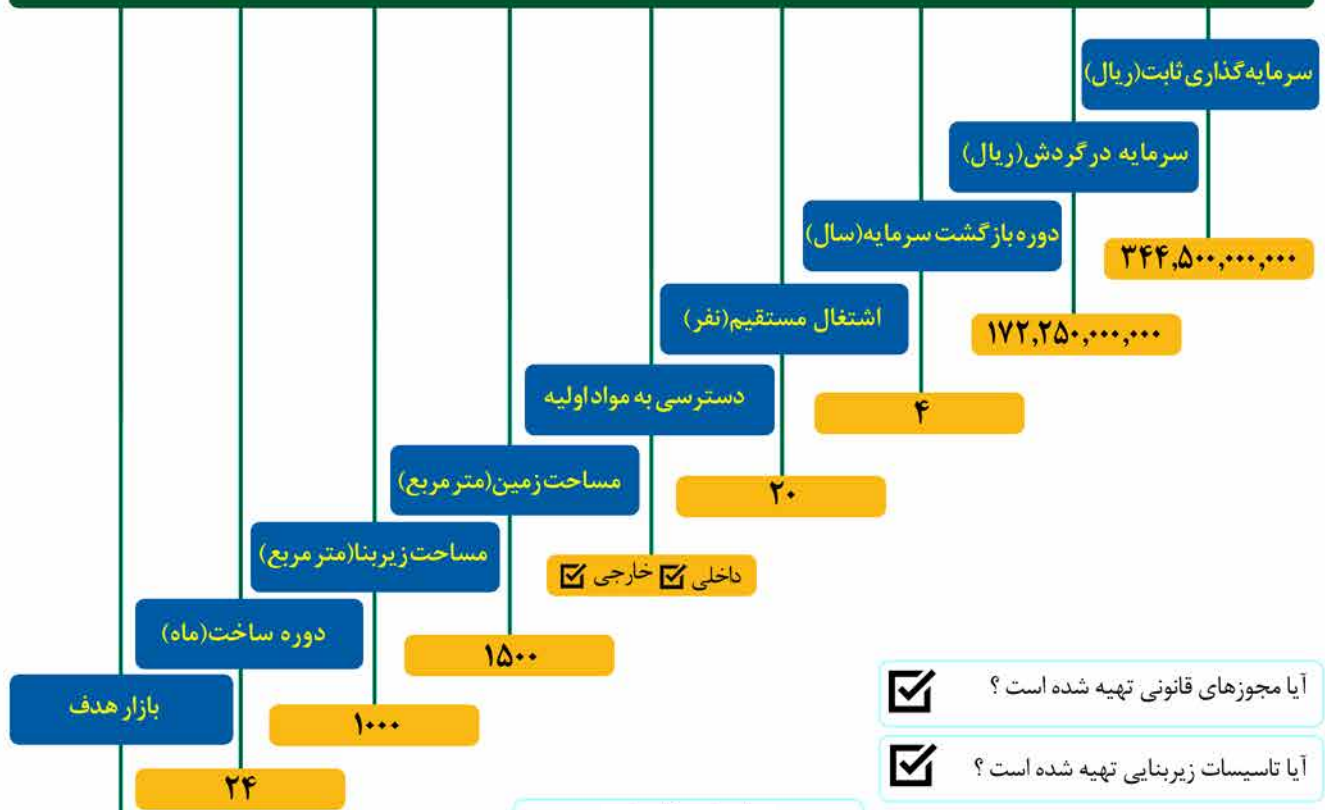 سرمایه‌گذاری ثابت(ریال)
۳۴۴,۵۰۰,۰۰۰,۰۰۰
سرمایه در گردش(ریال)
۱۷۲,۲۵۰,۰۰۰,۰۰۰
دوره بازگشت سرمایه(سال)
۴
اشتغال مستقیم(نفر)
۲۰
دسترسی به مواد اولیه
داخلی ☑ خارجی ☑
مساحت زمین(متر مربع)
۱۵۰۰
مساحت زیربنا(متر مربع)
۱۰۰۰
دوره ساخت(ماه)
۲۴
بازار هدف
آیا مجوزهای قانونی تهیه شده است ؟ ☑
آیا تاسیسات زیربنایی تهیه شده است ؟ ☑